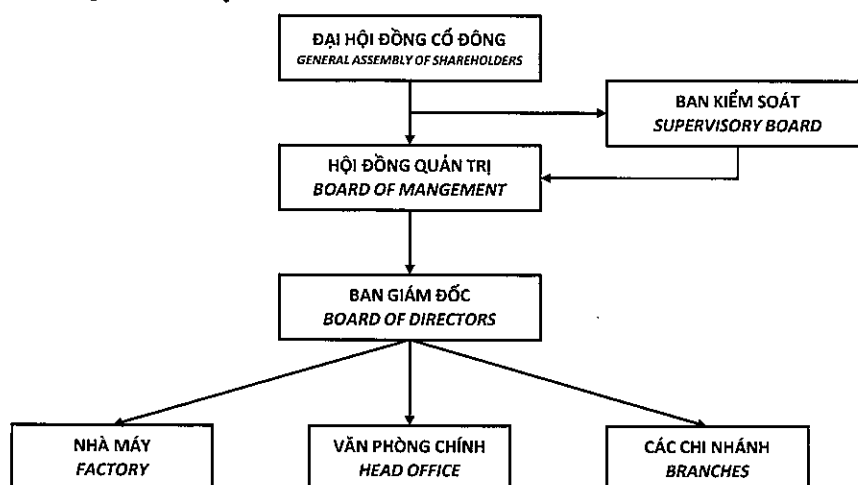 ĐẠI HỘI ĐỒNG CỔ ĐÔNG
GENERAL ASSEMBLY OF SHAREHOLDERS
BAN KIỂM SOÁT
SUPERVISORY BOARD
HỘI ĐỒNG QUẢN TRỊ
BOARD OF MANGEMENT
BAN GIÁM ĐỐC
BOARD OF DIRECTORS
NHÀ MÁY
FACTORY
VĂN PHÒNG CHÍNH
HEAD OFFICE
CÁC CHI NHÁNH
BRANCHES